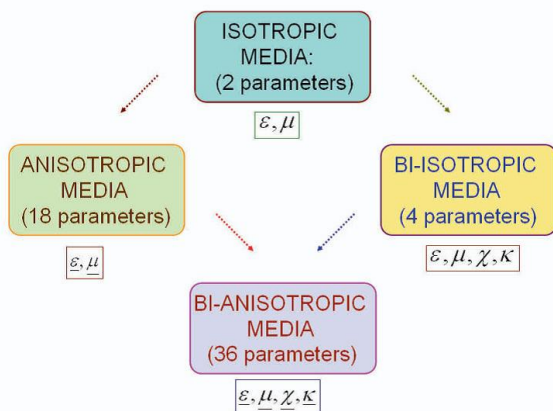 ISOTROPIC
MEDIA:
(2 parameters)
ε, μ
ANISOTROPIC
MEDIA
(18 parameters)
ε, μ
BI-ISOTROPIC
MEDIA
(4 parameters)
ε, μ, χ, κ
BI-ANISOTROPIC
MEDIA
(36 parameters)
ε, μ, χ, κ